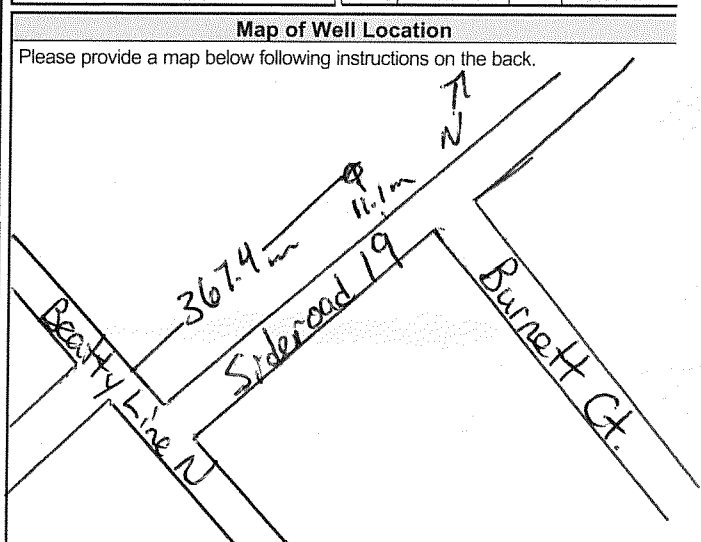 Map of Well Location
Please provide a map below following instructions on the back.
N
11.1m
367.4m
Sideroad 19
Beatty Line N
Burnett Ct.